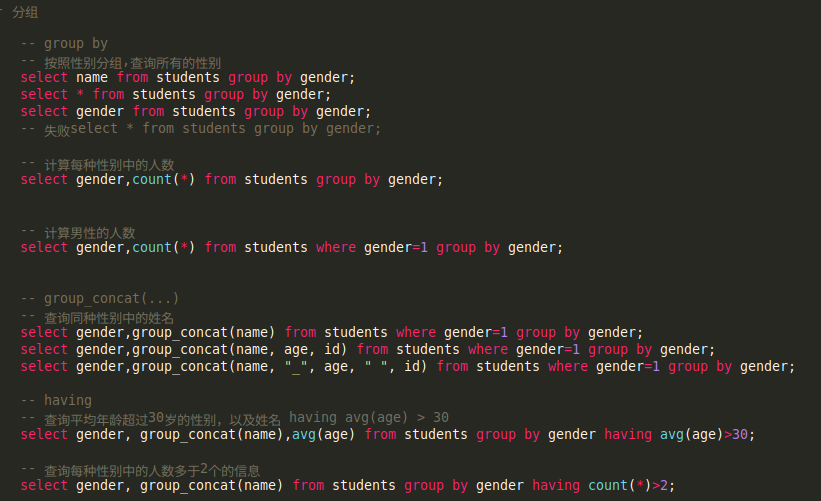 分组
-- group by
-- 按照性别分组,查询所有的性别
select name from students group by gender;
select * from students group by gender;
select gender from students group by gender;
-- 失败select * from students group by gender;
-- 计算每种性别中的人数
select gender,count(*) from students group by gender;
-- 计算男性的人数
select gender,count(*) from students where gender=1 group by gender;
-- group_concat(...)
-- 查询同种性别中的姓名
select gender,group_concat(name) from students where gender=1 group by gender;
select gender,group_concat(name, age, id) from students where gender=1 group by gender;
select gender,group_concat(name, "_", age, " ", id) from students where gender=1 group by gender;
-- having
-- 查询平均年龄超过30岁的性别，以及姓名 having avg(age) > 30
select gender, group_concat(name),avg(age) from students group by gender having avg(age)>30;
-- 查询每种性别中的人数多于2个的信息
select gender, group_concat(name) from students group by gender having count(*)>2;